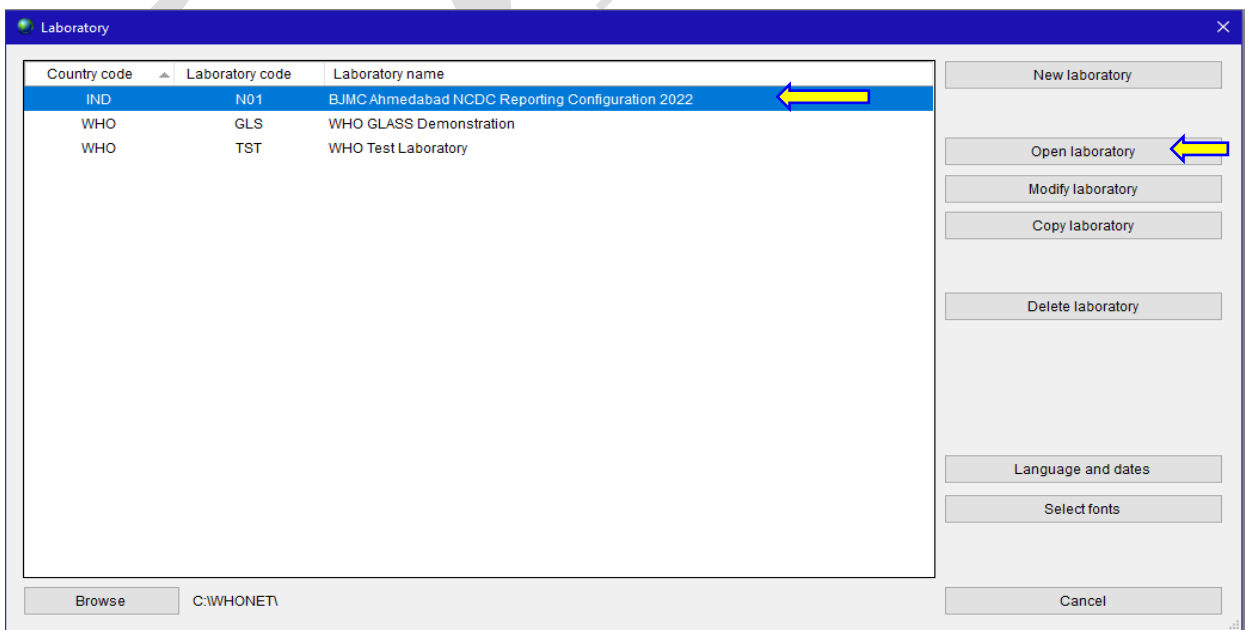 Laboratory
Country code Laboratory code Laboratory name
IND N01 BJMC Ahmedabad NCDC Reporting Configuration 2022
WHO GLS WHO GLASS Demonstration
WHO TST WHO Test Laboratory
New laboratory
Open laboratory
Modify laboratory
Copy laboratory
Delete laboratory
Language and dates
Select fonts
Browse C:\WHONET\
Cancel